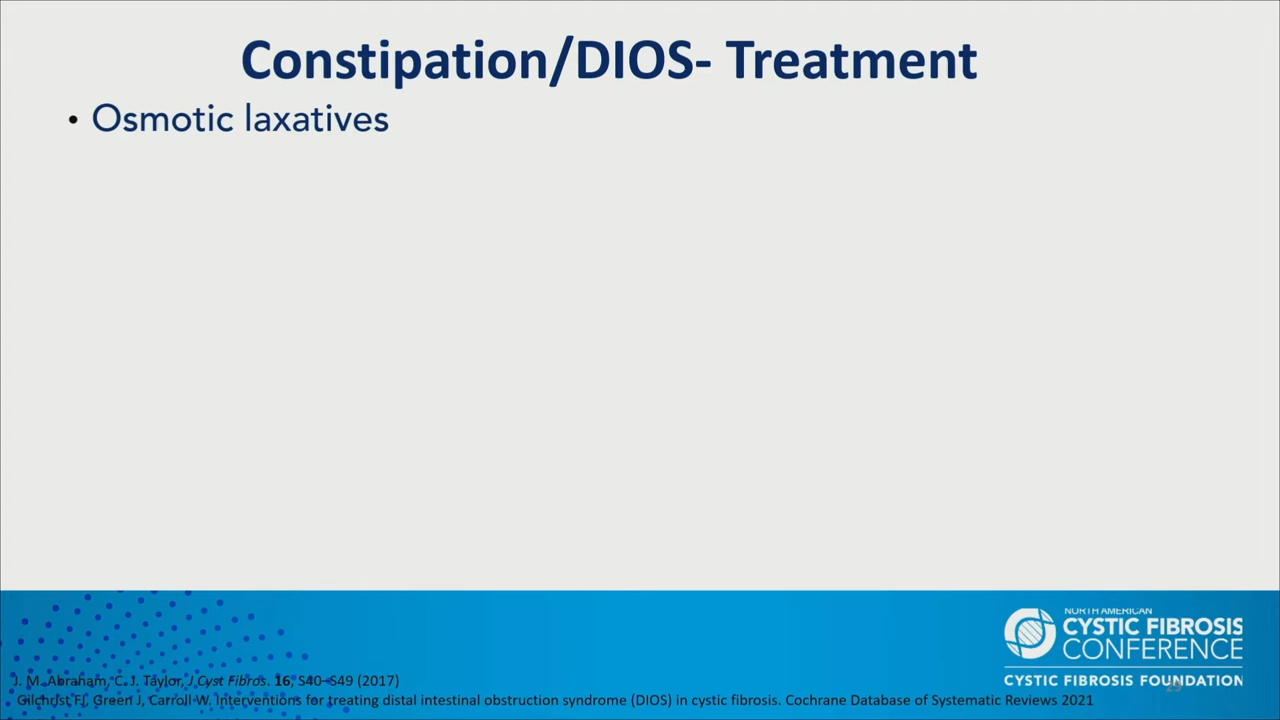 Constipation/DIOS- Treatment
• Osmotic laxatives
NORTH AMERICAN
CYSTIC FIBROSIS
CONFERENCE
CYSTIC FIBROSIS FOUNDATION
J. M. Abraham, C. J. Taylor, J Cyst Fibros. 16, S40–S49 (2017)
Gilchrist FJ, Green J, Carroll W. Interventions for treating distal intestinal obstruction syndrome (DIOS) in cystic fibrosis. Cochrane Database of Systematic Reviews 2021